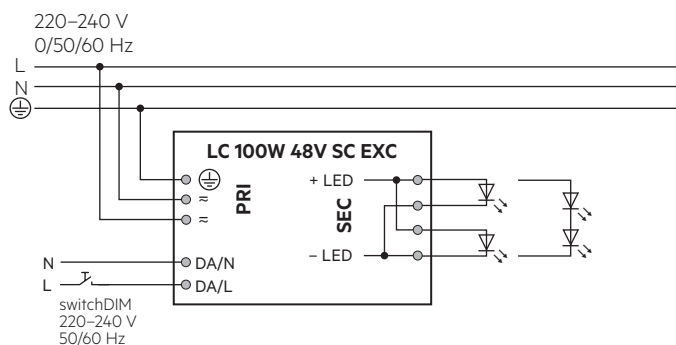 220–240 V
0/50/60 Hz
L
N
LC 100W 48V SC EXC
PRI
≂
≂
+ LED
SEC
– LED
N
DA/N
L
DA/L
switchDIM
220–240 V
50/60 Hz